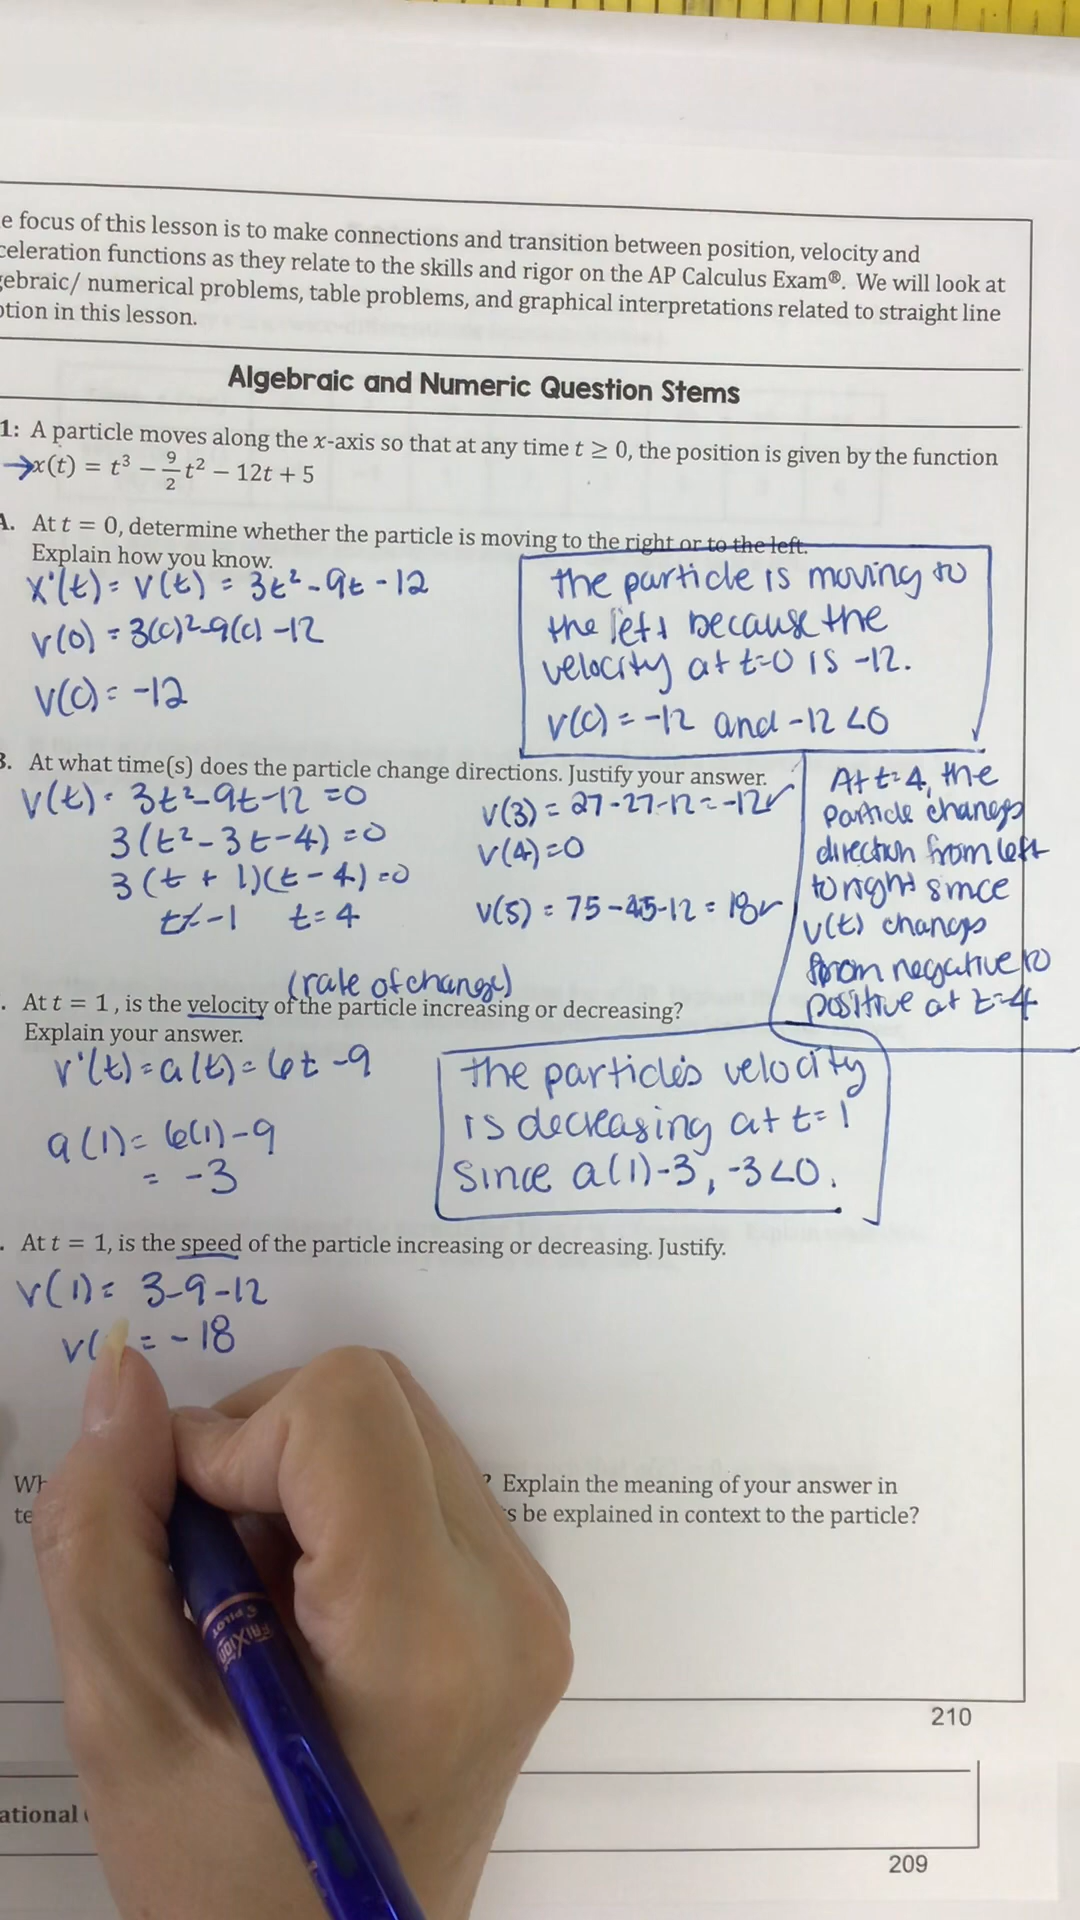 e focus of this lesson is to make connections and transition between position, velocity and
celeration functions as they relate to the skills and rigor on the AP Calculus Exam®. We will look at
gebraic/ numerical problems, table problems, and graphical interpretations related to straight line
otion in this lesson.
Algebraic and Numeric Question Stems
1: A particle moves along the x-axis so that at any time t ≥ 0, the position is given by the function
→x(t) = t³ − 9/2 t² − 12t + 5
A. At t = 0, determine whether the particle is moving to the right or to the left.
Explain how you know.
x'(t) = v(t) = 3t² - 9t - 12
v(0) = 3(0)² - 9(0) - 12
v(0) = -12
the particle is moving to
the left because the
velocity at t=0 is -12.
v(0) = -12 and -12 < 0
B. At what time(s) does the particle change directions. Justify your answer.
v(t) = 3t² - 9t - 12 = 0
3(t² - 3t - 4) = 0
3(t + 1)(t - 4) = 0
t≠-1 t=4
v(3) = 27-27-12 = -12✓
v(4)=0
v(5) = 75-45-12 = 18✓
At t=4, the
particle changes
direction from left
to right since
v(t) changes
from negative to
positive at t=4
(rate of change)
. At t = 1, is the velocity of the particle increasing or decreasing?
Explain your answer.
v'(t) = a(t) = 6t - 9
a(1) = 6(1) - 9
= -3
the particle's velocity
is decreasing at t=1
since a(1)-3, -3<0.
. At t = 1, is the speed of the particle increasing or decreasing. Justify.
v(1) = 3-9-12
v( = -18
Wh
? Explain the meaning of your answer in
te
s be explained in context to the particle?
PILOT
FRIXION
210
ational
209